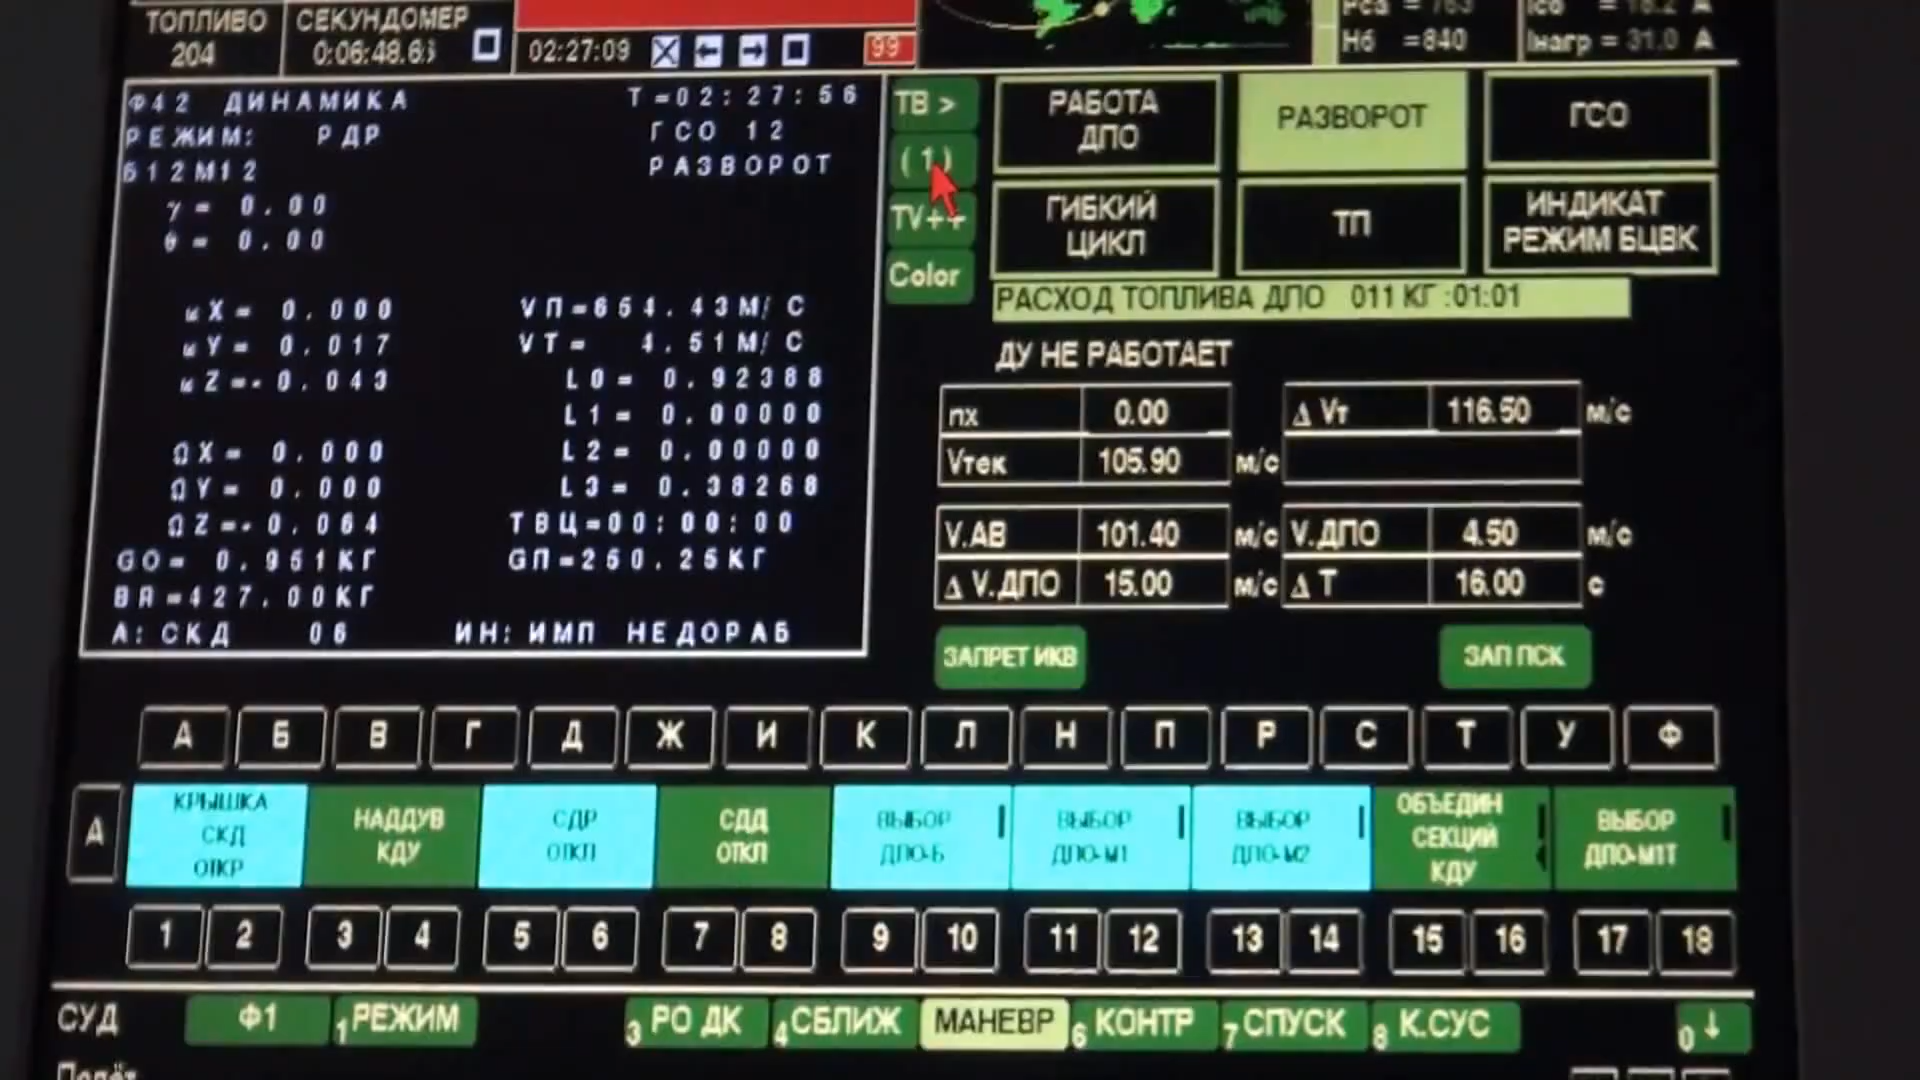 ТОПЛИВО
204
СЕКУНДОМЕР
0:06:48.6
02:27:09
99
Рса = 763
Нб =840
Iсб = 18.2 А
Iнагр = 31.0 А
Ф42 ДИНАМИКА
Т=02:27:56
РЕЖИМ: РДР
ГСО 12
Б12М12
РАЗВОРОТ
γ = 0.00
θ = 0.00
ωX = 0.000
VП=654.43М/С
ωY = 0.017
VТ= 4.51М/С
ωZ =-0.043
L0= 0.92388
L1= 0.00000
ΩX= 0.000
L2= 0.00000
ΩY= 0.000
L3= 0.38268
ΩZ=-0.064
ТВЦ=00:00:00
GО= 0.961КГ
GП=250.25КГ
ВЯ=427.00КГ
А: СКД 06
ИН: ИМП НЕДОРАБ
ТВ >
(1)
TV++
Color
РАБОТА
ДПО
РАЗВОРОТ
ГСО
ГИБКИЙ
ЦИКЛ
ТП
ИНДИКАТ
РЕЖИМ БЦВК
РАСХОД ТОПЛИВА ДПО 011 КГ :01:01
ДУ НЕ РАБОТАЕТ
nx 0.00
Δ Vт 116.50 м/с
Vтек 105.90 м/с
V.АВ 101.40 м/с
V.ДПО 4.50 м/с
Δ V.ДПО 15.00 м/с
Δ Т 16.00 с
ЗАПРЕТ ИКВ
ЗАП ПСК
А Б В Г Д Ж И К Л Н П Р С Т У Ф
А
КРЫШКА
СКД
ОТКР
НАДДУВ
КДУ
СДР
ОТКЛ
СДД
ОТКЛ
ВЫБОР
ДПО-Б
ВЫБОР
ДПО-М1
ВЫБОР
ДПО-М2
ОБЪЕДИН
СЕКЦИЙ
КДУ
ВЫБОР
ДПО-М1Т
1 2 3 4 5 6 7 8 9 10 11 12 13 14 15 16 17 18
СУД
Ф1
1 РЕЖИМ
3 РО ДК
4 СБЛИЖ
МАНЕВР
6 КОНТР
7 СПУСК
8 К.СУС
0 ↓
Полёт